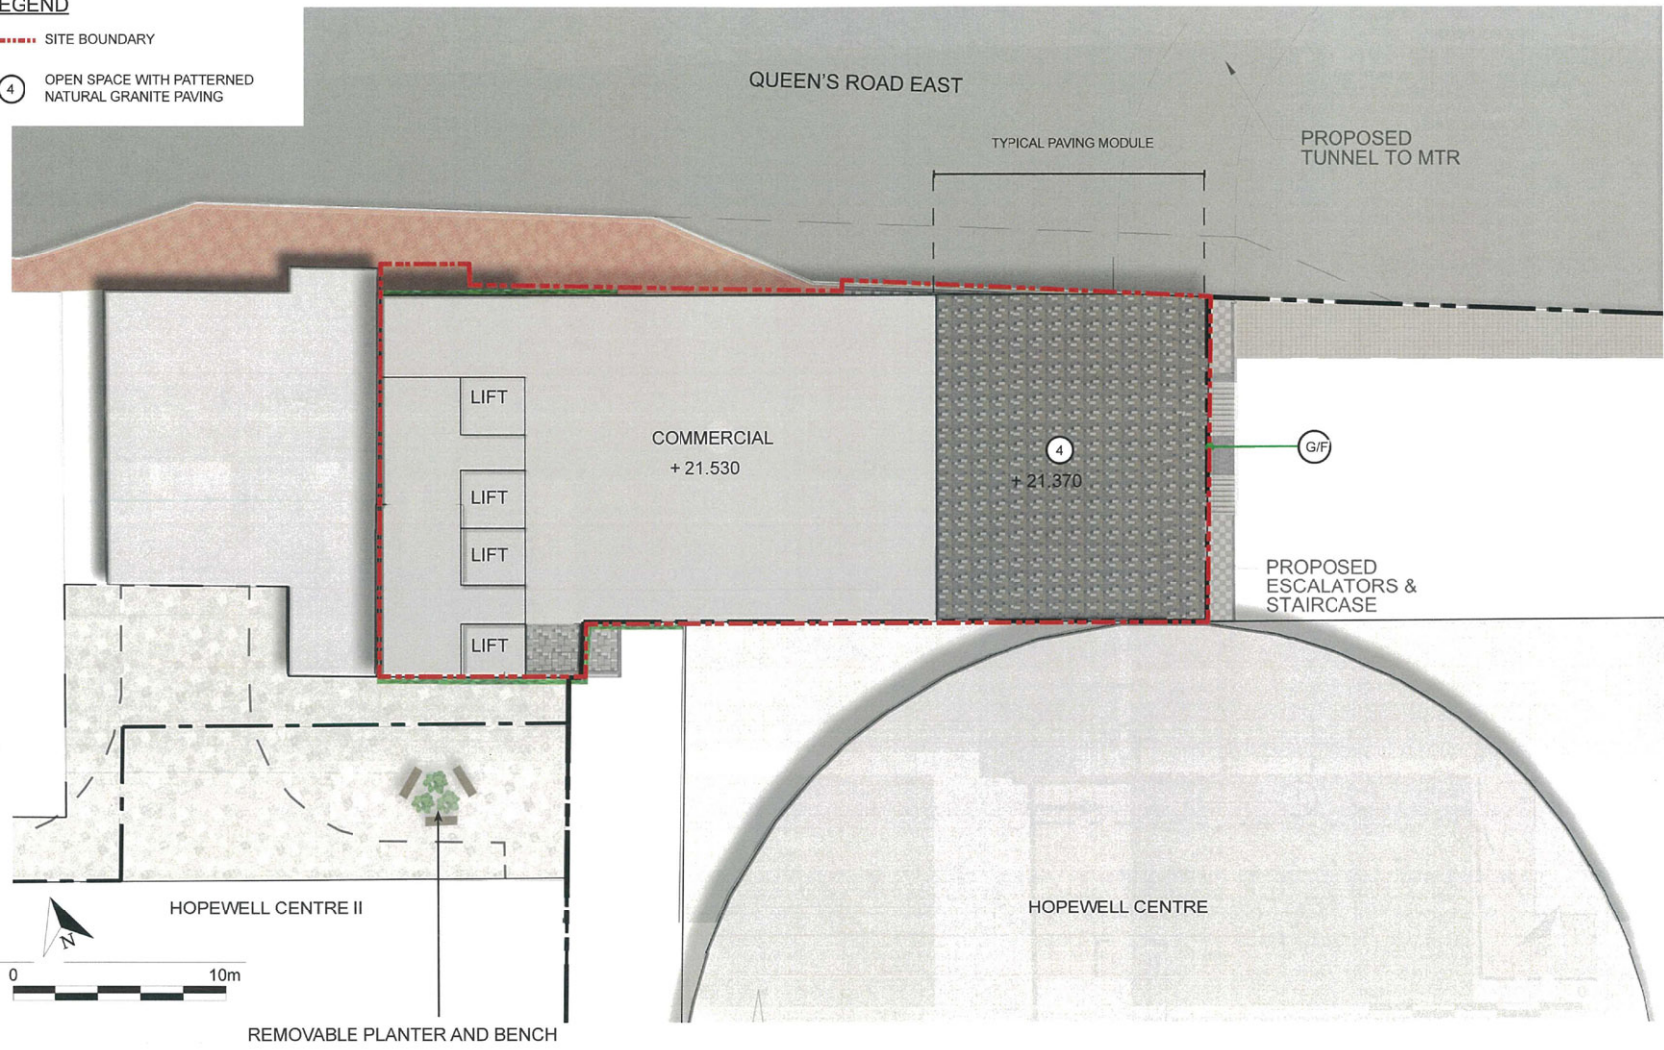 EGEND
SITE BOUNDARY
4
OPEN SPACE WITH PATTERNED
NATURAL GRANITE PAVING
QUEEN'S ROAD EAST
TYPICAL PAVING MODULE
PROPOSED
TUNNEL TO MTR
LIFT
COMMERCIAL
+ 21.530
4
+ 21.370
G/F
LIFT
LIFT
PROPOSED
ESCALATORS &
STAIRCASE
LIFT
HOPEWELL CENTRE II
HOPEWELL CENTRE
N
0
10m
REMOVABLE PLANTER AND BENCH